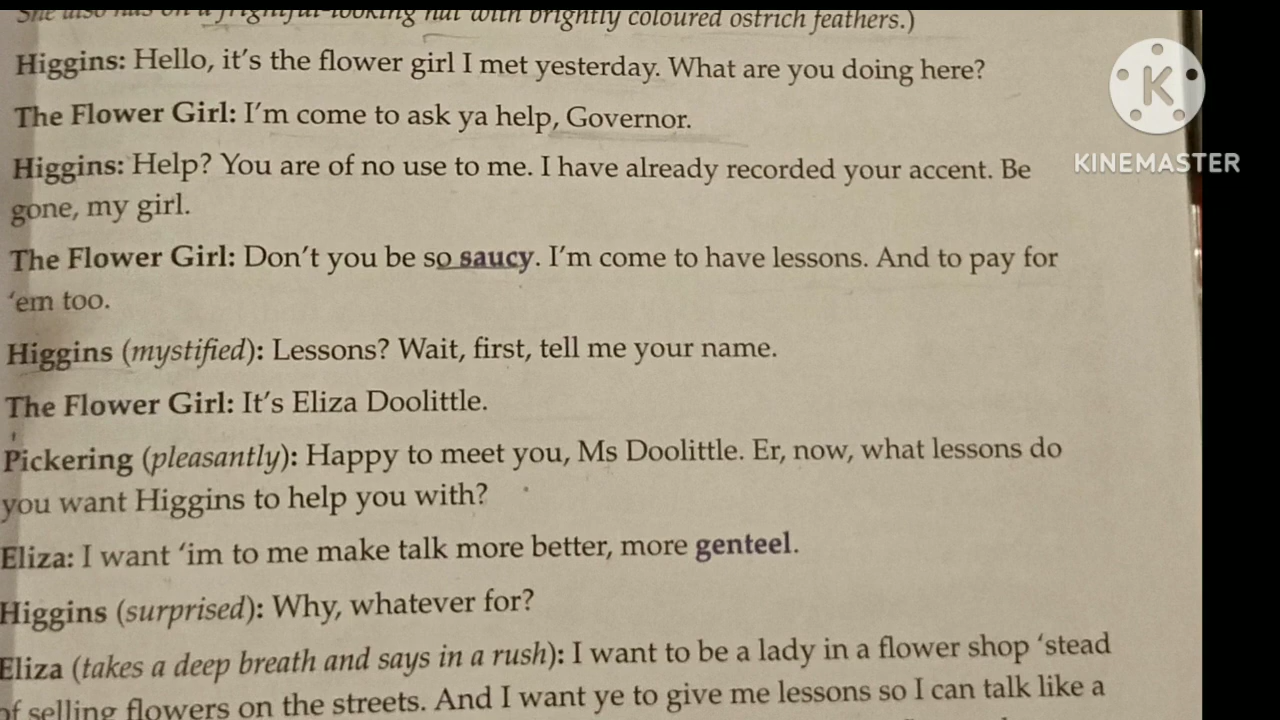 She also has on a frightful-looking hat with brightly coloured ostrich feathers.)
Higgins: Hello, it's the flower girl I met yesterday. What are you doing here?
The Flower Girl: I'm come to ask ya help, Governor.
Higgins: Help? You are of no use to me. I have already recorded your accent. Be
gone, my girl.
The Flower Girl: Don't you be so saucy. I'm come to have lessons. And to pay for
'em too.
Higgins (mystified): Lessons? Wait, first, tell me your name.
The Flower Girl: It's Eliza Doolittle.
Pickering (pleasantly): Happy to meet you, Ms Doolittle. Er, now, what lessons do
you want Higgins to help you with?
Eliza: I want 'im to me make talk more better, more genteel.
Higgins (surprised): Why, whatever for?
Eliza (takes a deep breath and says in a rush): I want to be a lady in a flower shop 'stead
of selling flowers on the streets. And I want ye to give me lessons so I can talk like a
K
KINEMASTER